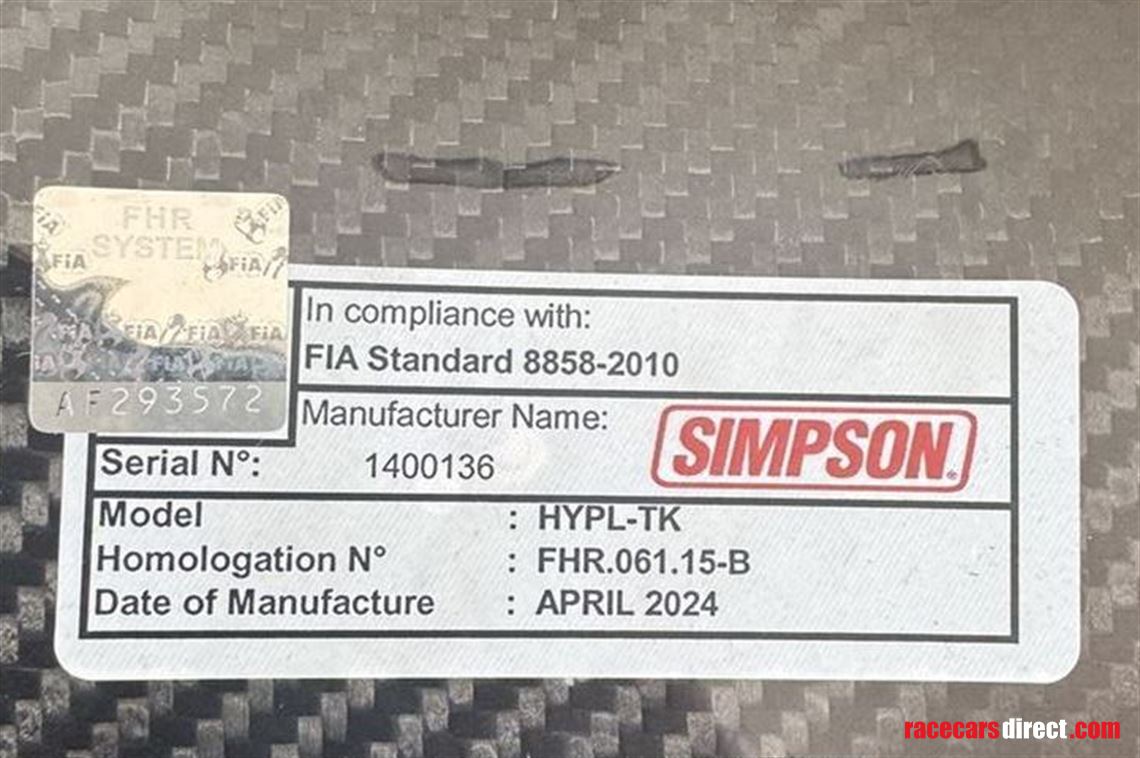 FHR
SYSTEM
FiA
FiA
FiA FiA FiA
AF293572
In compliance with:
FIA Standard 8858-2010
Manufacturer Name:
SIMPSON®
Serial N°: 1400136
Model : HYPL-TK
Homologation N° : FHR.061.15-B
Date of Manufacture : APRIL 2024
racecarsdirect.com